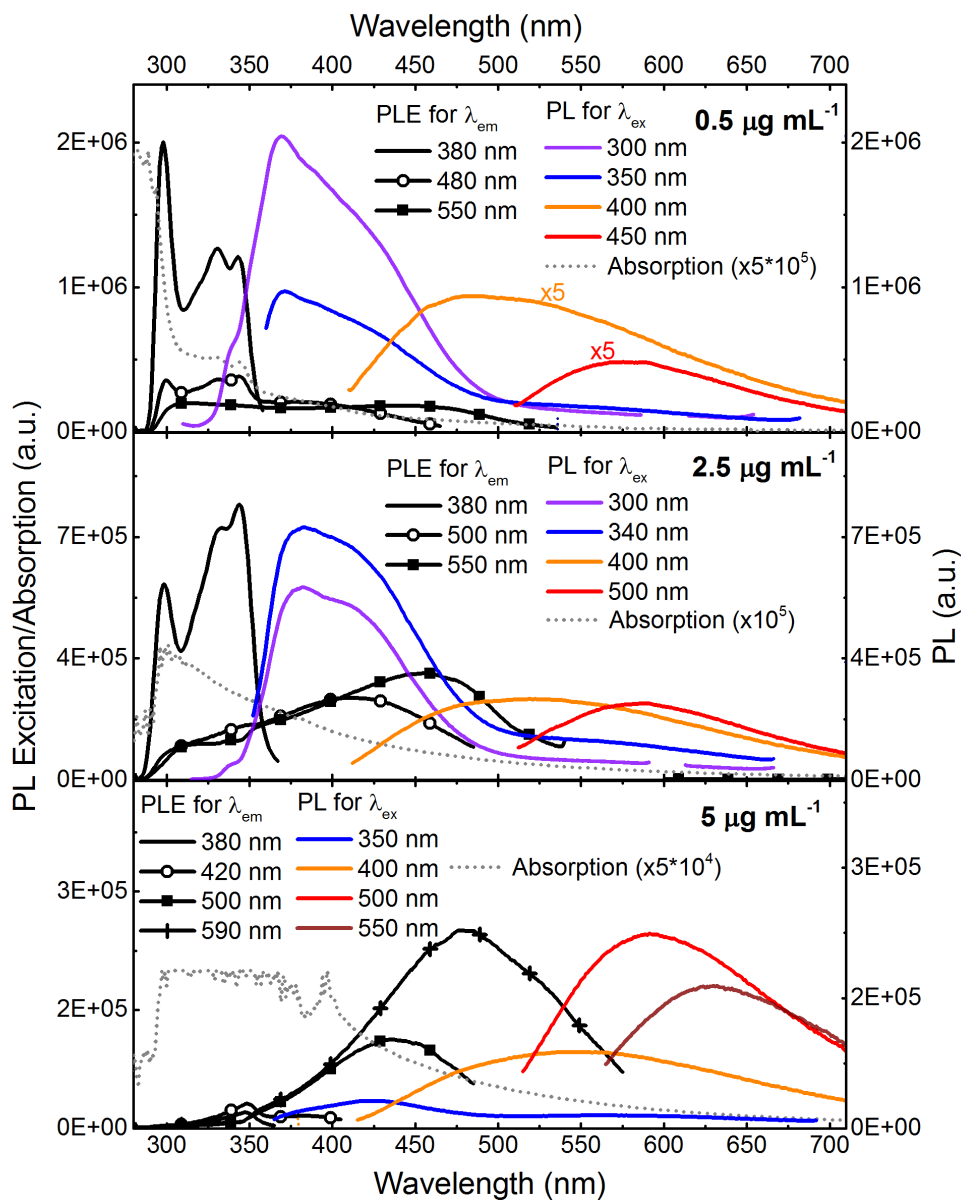 Wavelength (nm)
300 350 400 450 500 550 600 650 700
PL Excitation/Absorption (a.u.)
PL (a.u.)
2E+06
1E+06
0E+00
2E+06
1E+06
0E+00
PLE for λem
380 nm
480 nm
550 nm
PL for λex
300 nm
350 nm
400 nm
450 nm
Absorption (x5*10⁵)
0.5 µg mL⁻¹
x5
x5
7E+05
4E+05
0E+00
7E+05
4E+05
0E+00
PLE for λem
380 nm
500 nm
550 nm
PL for λex
300 nm
340 nm
400 nm
500 nm
Absorption (x10⁵)
2.5 µg mL⁻¹
3E+05
2E+05
0E+00
3E+05
2E+05
0E+00
PLE for λem
380 nm
420 nm
500 nm
590 nm
PL for λex
350 nm
400 nm
500 nm
550 nm
Absorption (x5*10⁴)
5 µg mL⁻¹
300 350 400 450 500 550 600 650 700
Wavelength (nm)